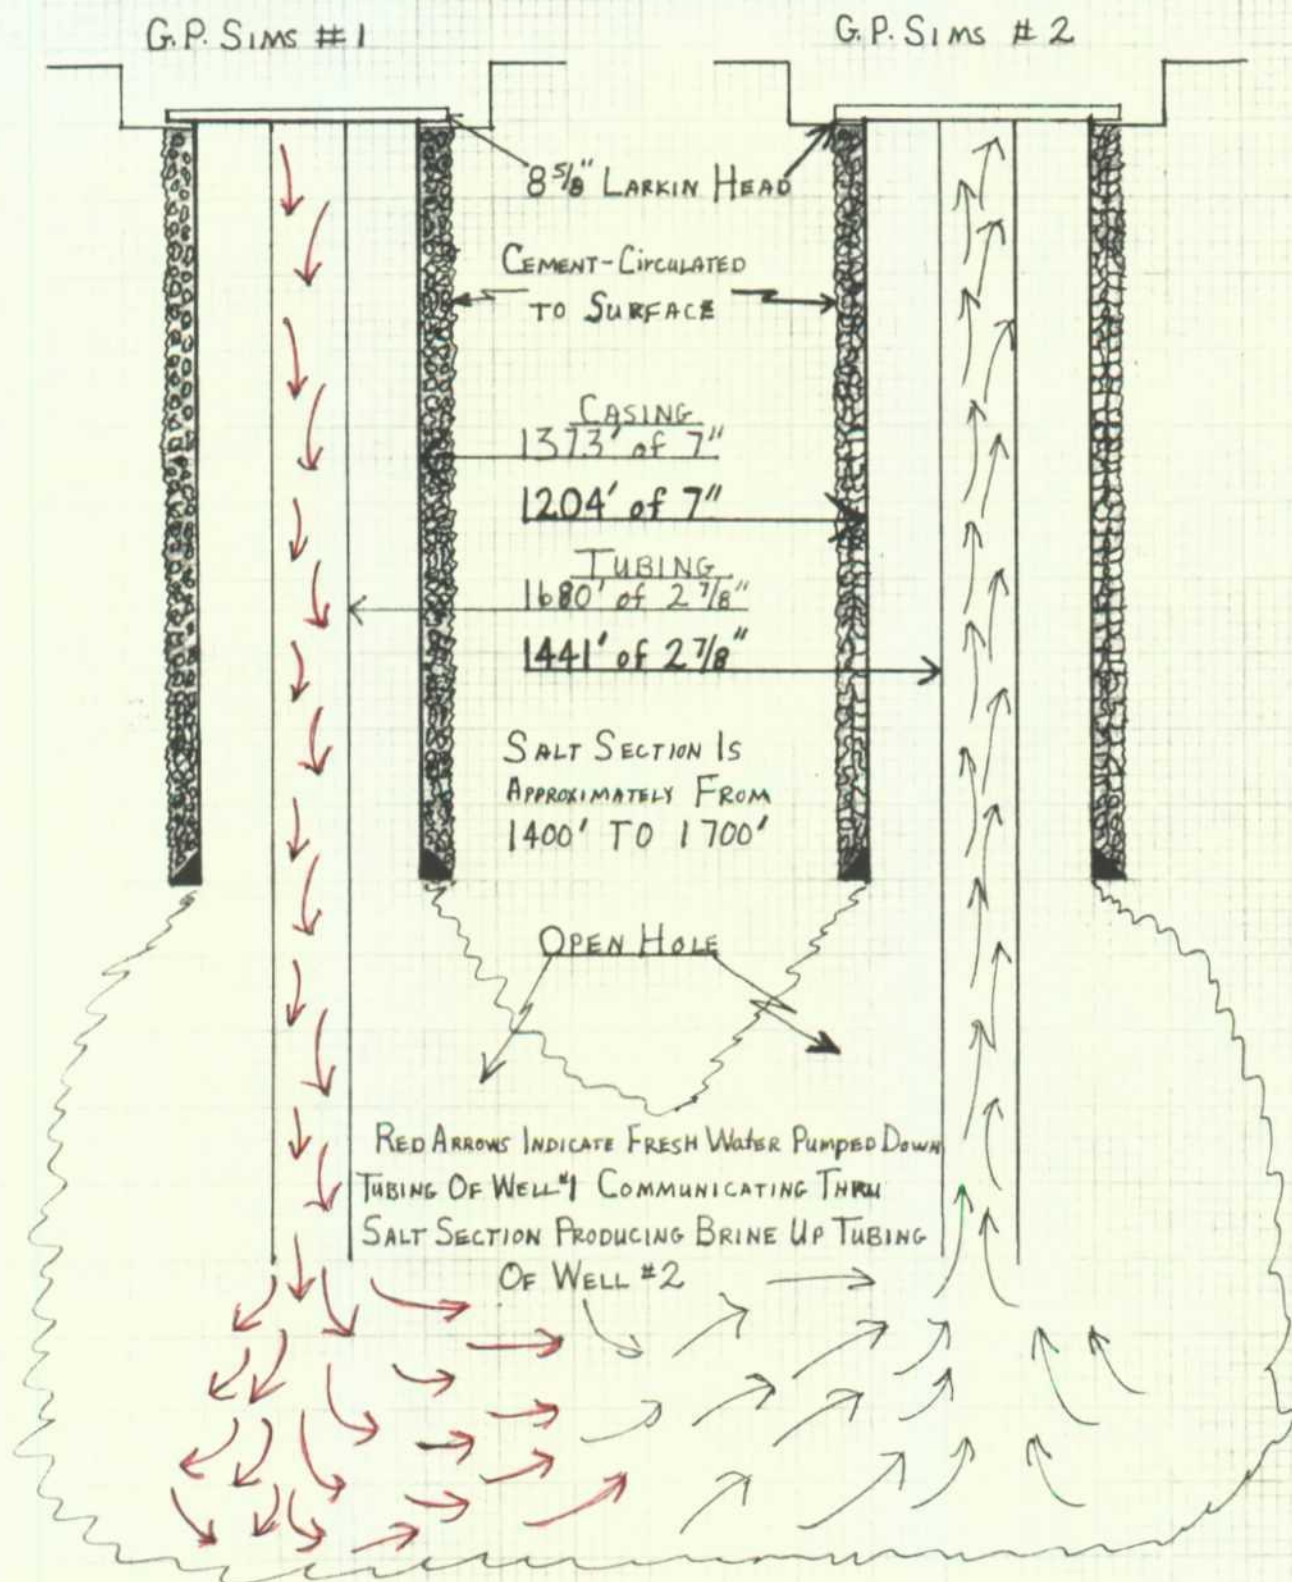 G.P. Sims #1
G.P. Sims #2
8 5/8" Larkin Head
Cement-Circulated
to Surface
Casing
1373' of 7"
1204' of 7"
Tubing
1680' of 2 7/8"
1441' of 2 7/8"
Salt Section Is
Approximately From
1400' To 1700'
Open Hole
Red Arrows Indicate Fresh Water Pumped Down
Tubing Of Well #1 Communicating Thru
Salt Section Producing Brine Up Tubing
Of Well #2